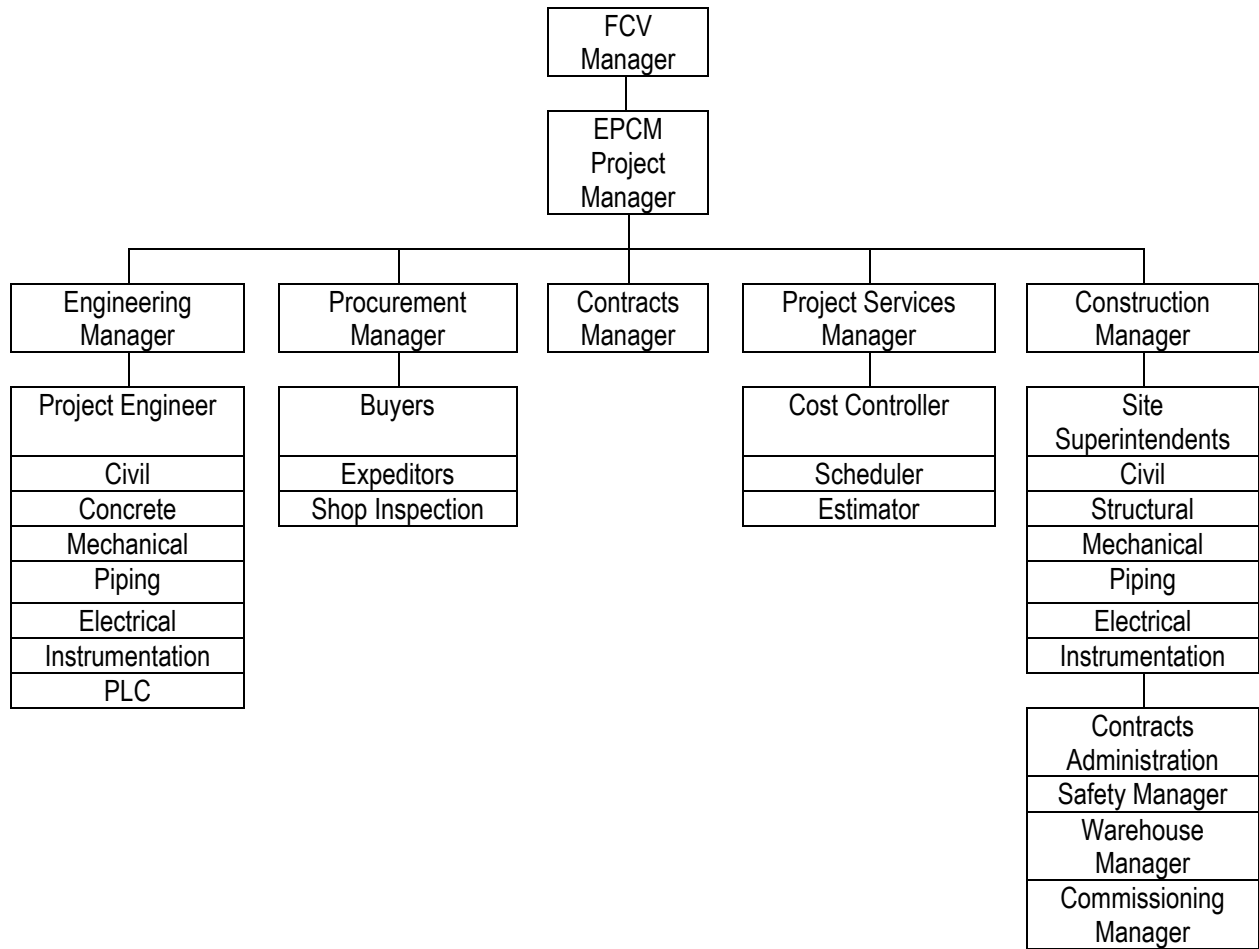 FCV
Manager
EPCM
Project
Manager
Engineering
Manager
Procurement
Manager
Contracts
Manager
Project Services
Manager
Construction
Manager
Project Engineer
Civil
Concrete
Mechanical
Piping
Electrical
Instrumentation
PLC
Buyers
Expeditors
Shop Inspection
Cost Controller
Scheduler
Estimator
Site
Superintendents
Civil
Structural
Mechanical
Piping
Electrical
Instrumentation
Contracts
Administration
Safety Manager
Warehouse
Manager
Commissioning
Manager